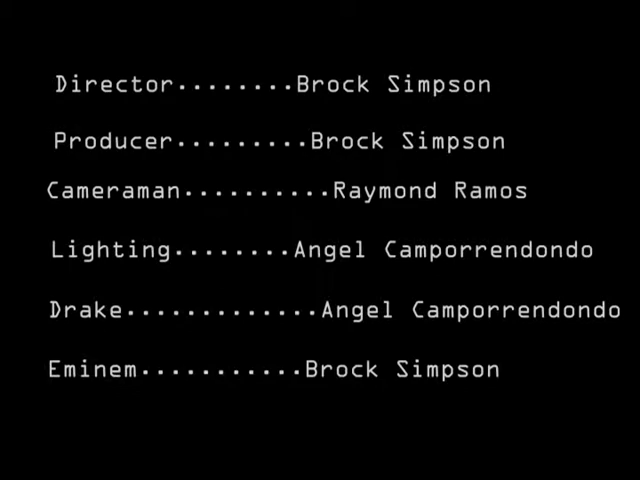 Director........Brock Simpson
Producer.........Brock Simpson
Cameraman..........Raymond Ramos
Lighting........Angel Camporrendondo
Drake.............Angel Camporrendondo
Eminem...........Brock Simpson